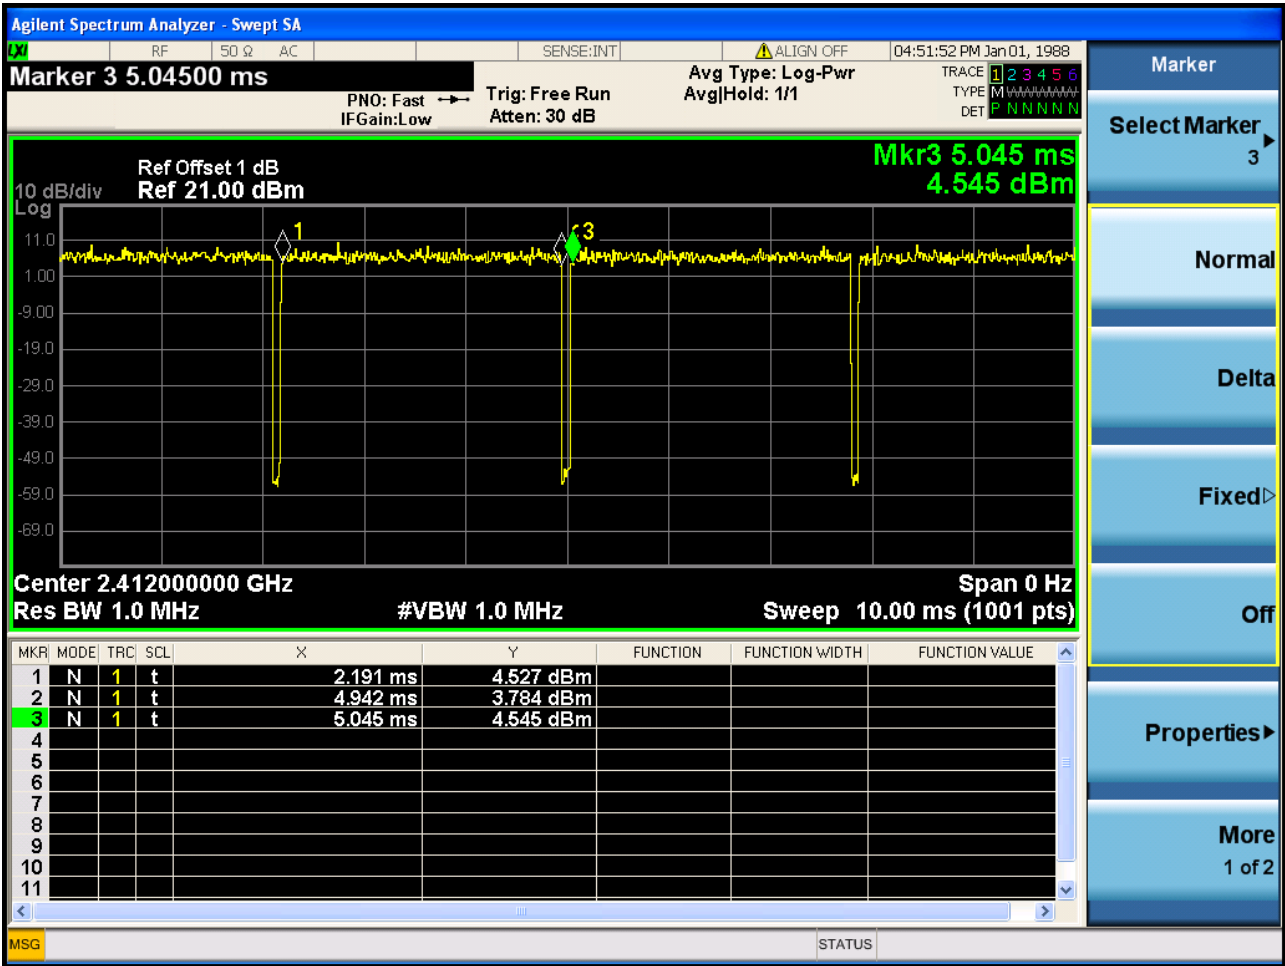 Agilent Spectrum Analyzer - Swept SA
LXI RF 50 Ω AC SENSE:INT ALIGN OFF 04:51:52 PM Jan 01, 1988
Marker 3 5.04500 ms
PNO: Fast
IFGain:Low
Trig: Free Run
Atten: 30 dB
Avg Type: Log-Pwr
Avg|Hold: 1/1
TRACE 1 2 3 4 5 6
TYPE M W W W W W
DET P N N N N N
Mkr3 5.045 ms
4.545 dBm
Ref Offset 1 dB
10 dB/div Ref 21.00 dBm
Log
1 3
11.0
1.00
-9.00
-19.0
-29.0
-39.0
-49.0
-59.0
-69.0
Center 2.412000000 GHz Span 0 Hz
Res BW 1.0 MHz #VBW 1.0 MHz Sweep 10.00 ms (1001 pts)
MKR MODE TRC SCL X Y FUNCTION FUNCTION WIDTH FUNCTION VALUE
1 N 1 t 2.191 ms 4.527 dBm
2 N 1 t 4.942 ms 3.784 dBm
3 N 1 t 5.045 ms 4.545 dBm
4
5
6
7
8
9
10
11
MSG STATUS
Marker
Select Marker
3
Normal
Delta
Fixed
Off
Properties
More
1 of 2